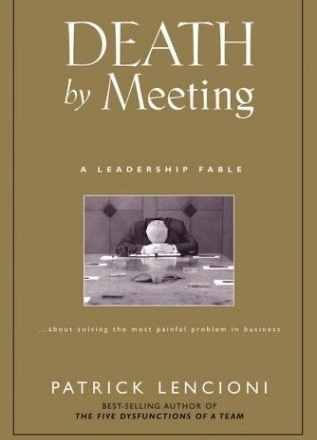 DEATH
by Meeting
A LEADERSHIP FABLE
...about solving the most painful problem in business
PATRICK LENCIONI
BEST-SELLING AUTHOR OF
THE FIVE DYSFUNCTIONS OF A TEAM